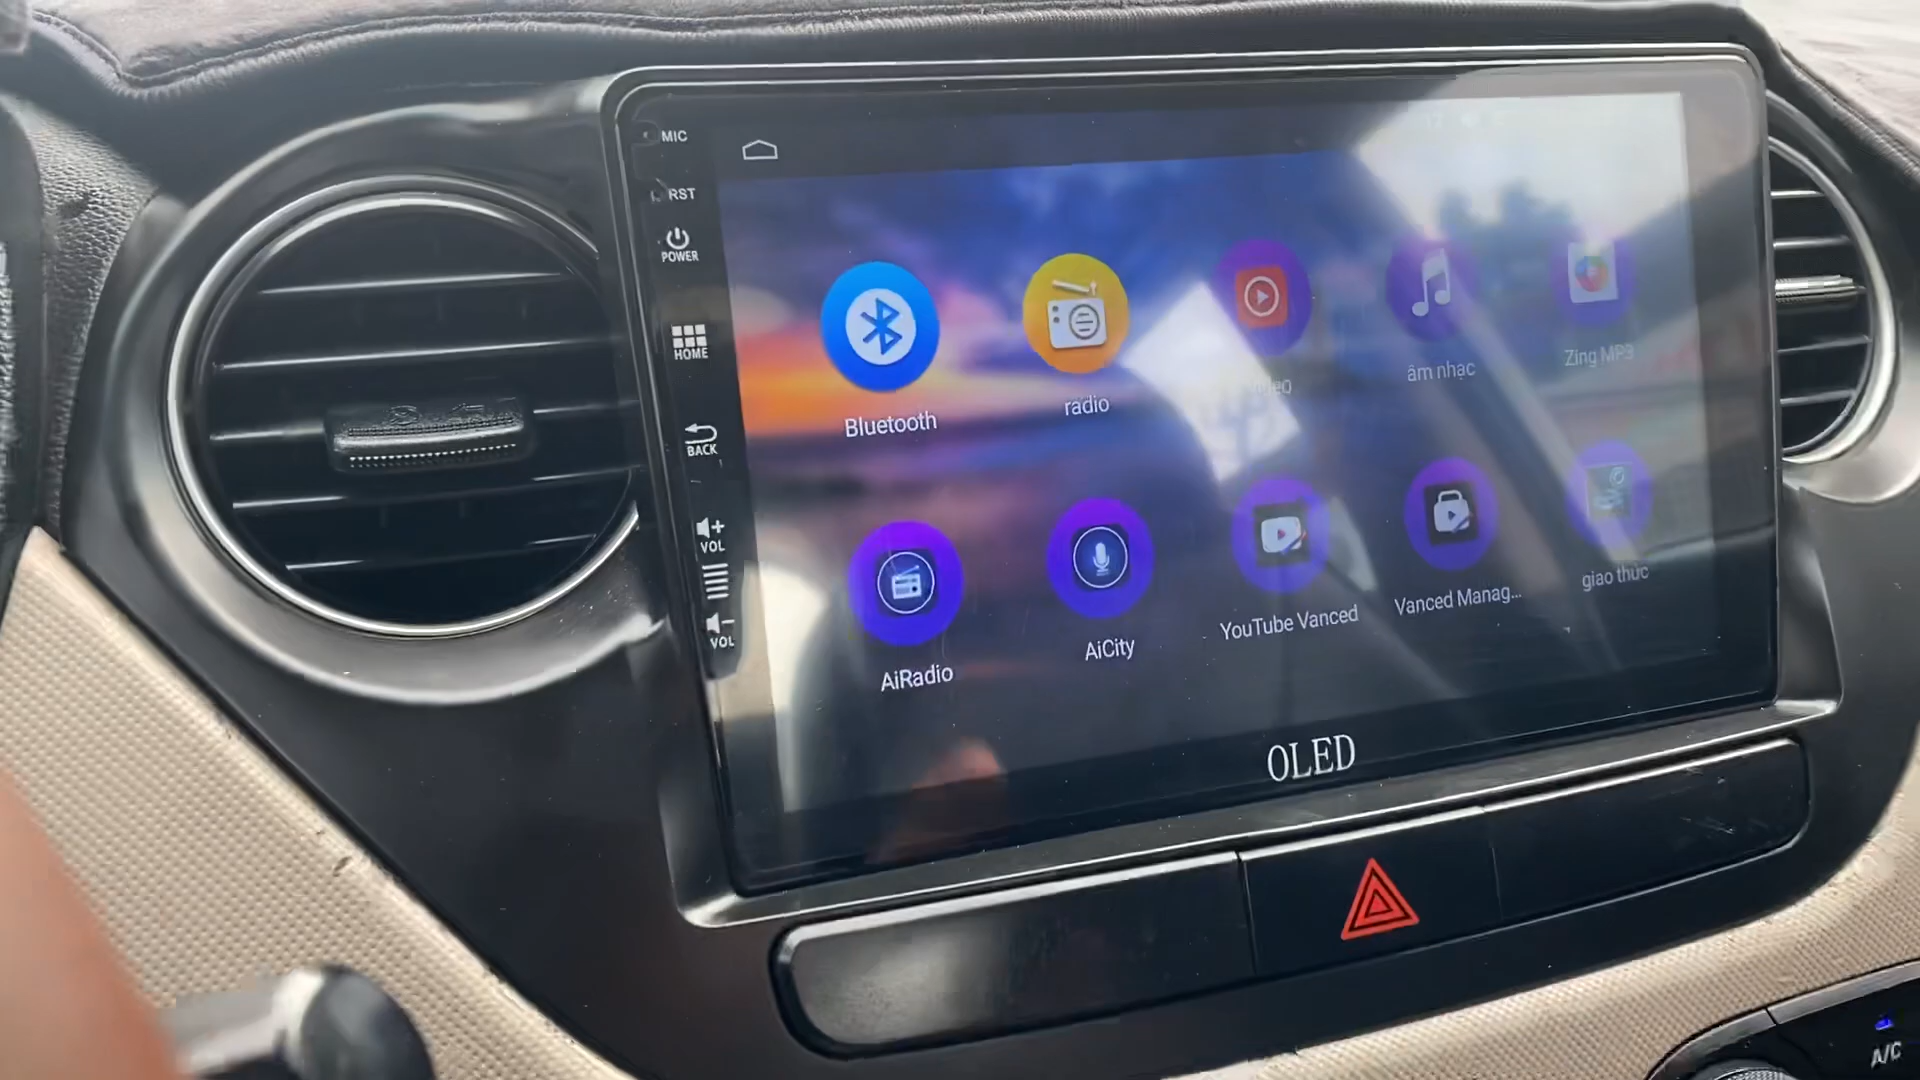 MIC
RST
POWER
HOME
BACK
VOL
VOL
Bluetooth
radio
âm nhạc
Zing MP3
AiRadio
AiCity
YouTube Vanced
Vanced Manag...
giao thức
OLED
A/C